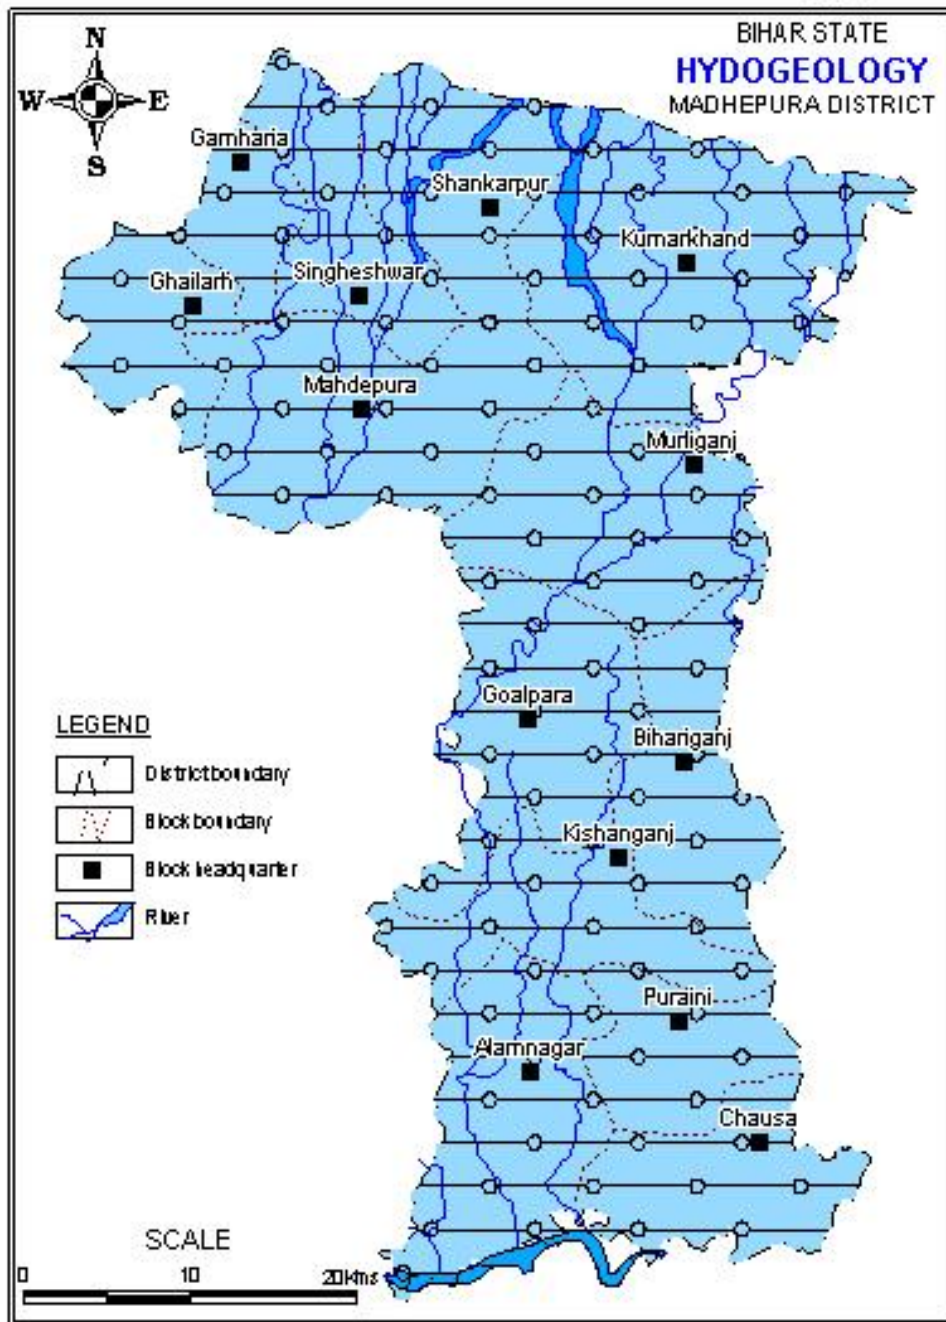 BIHAR STATE
HYDOGEOLOGY
MADHEPURA DISTRICT
N
W E
S
Gamharia
Shankarpur
Kumarkhand
Ghailarh
Singheshwar
Mahdepura
Murliganj
Goalpara
Bihariganj
Kishanganj
Puraini
Alamnagar
Chausa
LEGEND
District boundary
Block boundary
Block headquarter
River
SCALE
0 10 20kms